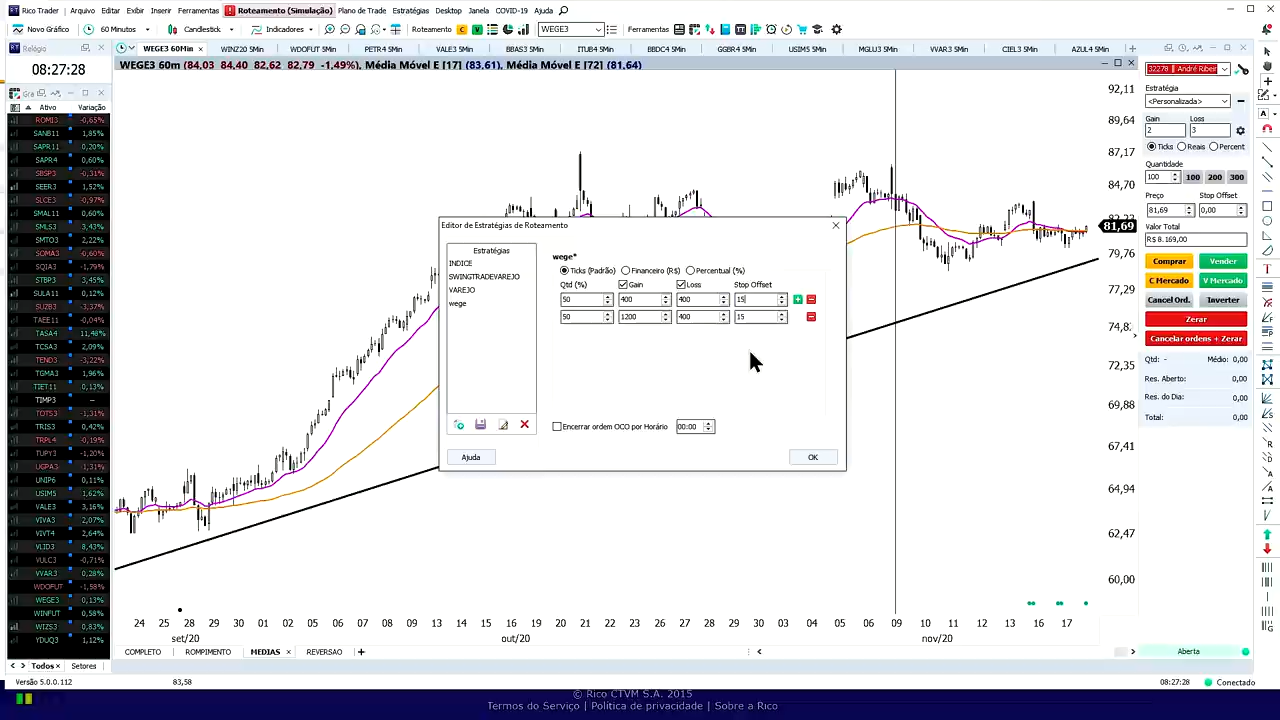 Rico Trader Arquivo Editar Exibir Inserir Ferramentas Roteamento (Simulação) Plano de Trade Estratégias Desktop Janela COVID-19 Ajuda
Novo Gráfico 60 Minutos Candlestick Indicadores Roteamento WEGE3 Ferramentas
Relógio WEGE3 60Min WINZ20 5Min WDOFUT 5Min PETR4 5Min VALE3 5Min BBAS3 5Min ITUB4 5Min BBDC4 5Min GGBR4 5Min USIM5 5Min MGLU3 5Min VVAR3 5Min CIEL3 5Min AZUL4 5Min
08:27:28
WEGE3 60m (84,03 84,40 82,62 82,79 -1,49%), Média Móvel E [17] (83,61), Média Móvel E [72] (81,64)
Gra
Ativo Variação
ROMI3 -0,65%
SANB11 1,85%
SAPR11 0,20%
SAPR4 0,60%
SBSP3 -0,31%
SEER3 1,52%
SLCE3 -0,97%
SMAL11 0,60%
SMLS3 3,43%
SMTO3 2,22%
SOMA3 -0,60%
SQIA3 -1,79%
STBP3 3,45%
SULA11 0,12%
SUZB3 -3,37%
TAEE11 -0,04%
TASA4 11,48%
TCSA3 2,09%
TEND3 -3,22%
TGMA3 1,96%
TIET11 0,13%
TIMP3 --
TOTS3 -1,31%
TRIS3 0,42%
TRPL4 -0,19%
TUPY3 -1,20%
UGPA3 -1,31%
UNIP6 0,11%
USIM5 1,62%
VALE3 3,16%
VIVA3 2,07%
VIVT4 2,64%
VLID3 8,43%
VULC3 -0,71%
VVAR3 0,28%
WDOFUT -1,58%
WEGE3 0,13%
WINFUT 0,58%
WIZS3 0,83%
YDUQ3 1,12%
Todos Setores
Editor de Estratégias de Roteamento
Estratégias
INDICE
SWINGTRADEVAREJO
VAREJO
wege
wege*
Ticks (Padrão) Financeiro (R$) Percentual (%)
Qtd (%) Gain Loss Stop Offset
50 400 400 15
50 1200 400 15
Encerrar ordem OCO por Horário 00:00
Ajuda OK
92,11
89,64
87,17
84,70
81,69
79,76
77,29
72,35
69,88
67,41
64,94
62,47
60,00
24 25 28 29 30 01 02 05 06 07 08 09 13 14 15 16 19 20 21 22 23 26 27 28 29 30 03 04 05 06 09 10 11 12 13 16 17
set/20 out/20 nov/20
COMPLETO ROMPIMENTO MEDIAS REVERSAO
32278 | André Ribeir
Estratégia
<Personalizada>
Gain Loss
2 3
Ticks Reais Percent
Quantidade
100 100 200 300
Preço Stop Offset
81,69 0,00
Valor Total
R$ 8.169,00
Comprar Vender
C Mercado V Mercado
Cancelar Ord. Inverter
Zerar
Cancelar ordens + Zerar
Qtd: - Médio: 0,00
Res. Aberto: 0,00
Res. do Dia: 0,00
Total: 0,00
Aberta
Versão 5.0.0.112 83,58 08:27:28 Conectado
© Rico CTVM S.A. 2015
Termos do Serviço | Política de privacidade | Sobre a Rico